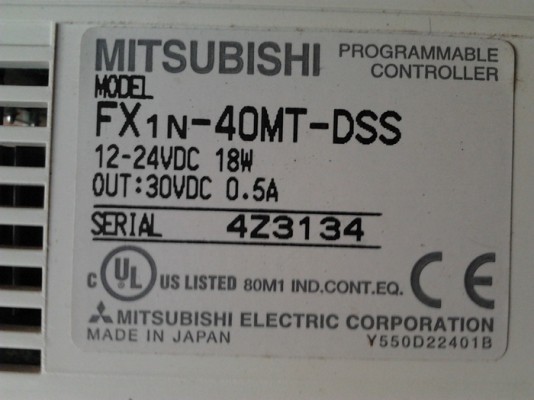 MITSUBISHI PROGRAMMABLE
CONTROLLER
MODEL
FX1N-40MT-DSS
12-24VDC 18W
OUT:30VDC 0.5A
SERIAL 4Z3134
C UL US LISTED 80M1 IND.CONT.EQ. CE
MITSUBISHI ELECTRIC CORPORATION
MADE IN JAPAN Y550D22401B